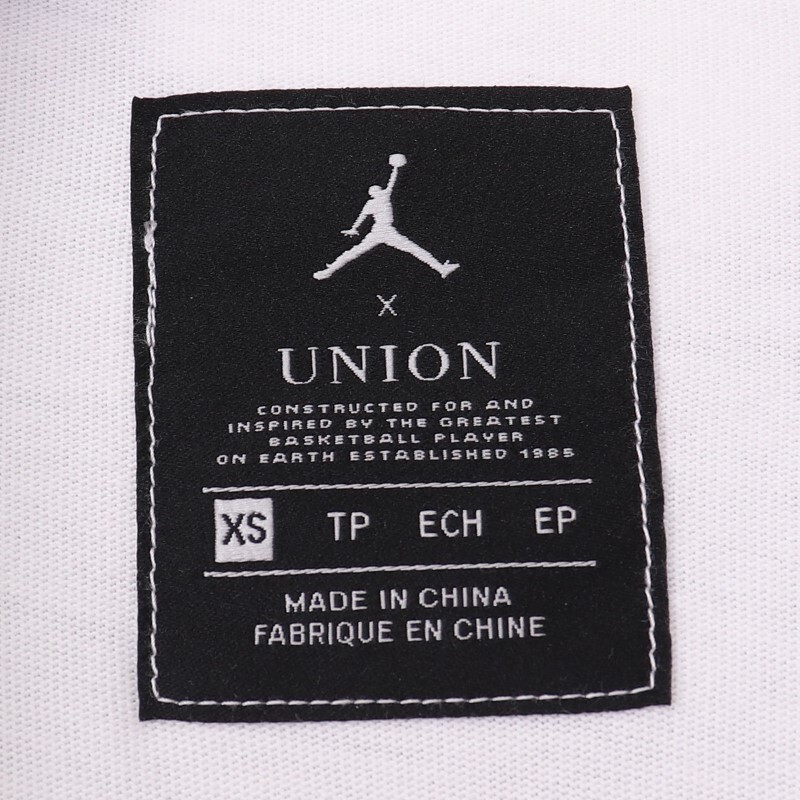 X
UNION
CONSTRUCTED FOR AND
INSPIRED BY THE GREATEST
BASKETBALL PLAYER
ON EARTH ESTABLISHED 1985
XS TP ECH EP
MADE IN CHINA
FABRIQUE EN CHINE